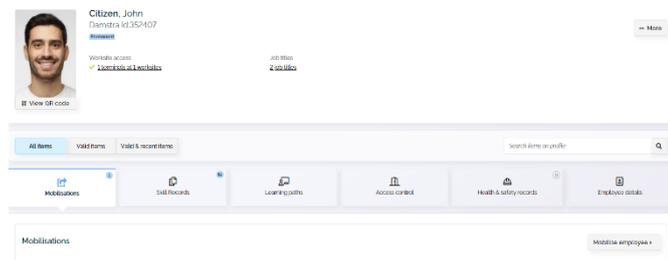 Citizen, John
Damstra Id:352407
Permanent
Worksite access
Job titles
1 terminals at 1 worksites
2 job titles
More
View QR code
All items
Valid items
Valid & recent items
Search items on profile
Mobilisations
Skill Records
Learning paths
Access control
Health & safety records
Employee details
Mobilisations
Mobilise employee